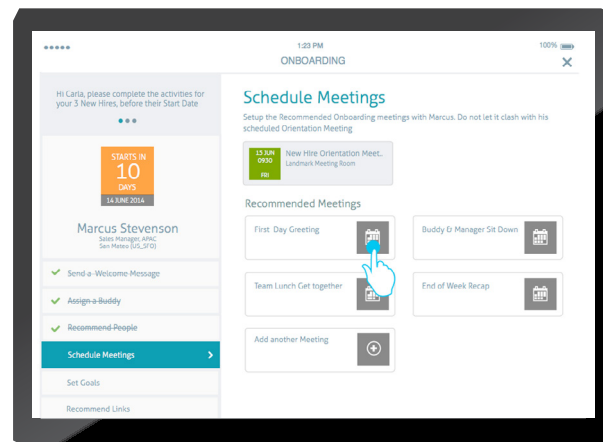 1:23 PM
100%
ONBOARDING
Hi Carla, please complete the activities for
your 3 New Hires, before their Start Date
STARTS IN
10
DAYS
14 JUNE 2014
Marcus Stevenson
Sales Manager, APAC
San Mateo (US_SFO)
Send a Welcome Message
Assign a Buddy
Recommend People
Schedule Meetings
Set Goals
Recommend Links
Schedule Meetings
Setup the Recommended Onboarding meetings with Marcus. Do not let it clash with his
scheduled Orientation Meeting
15 JUN
0930
FRI
New Hire Orientation Meet..
Landmark Meeting Room
Recommended Meetings
First Day Greeting
Buddy & Manager Sit Down
Team Lunch Get together
End of Week Recap
Add another Meeting